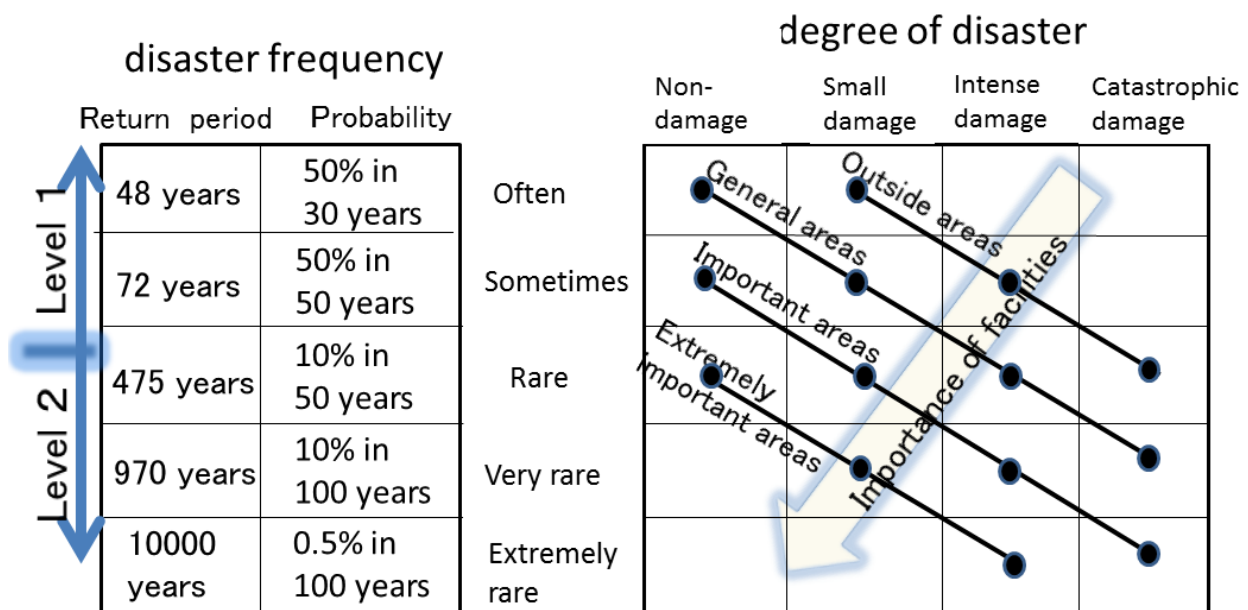 disaster frequency
degree of disaster
Return period
Probability
Non-
damage
Small
damage
Intense
damage
Catastrophic
damage
Level 1
Level 2
48 years
50% in
30 years
Often
72 years
50% in
50 years
Sometimes
475 years
10% in
50 years
Rare
970 years
10% in
100 years
Very rare
10000
years
0.5% in
100 years
Extremely
rare
General areas
Outside areas
Important areas
Extremely
important areas
Importance of facilities